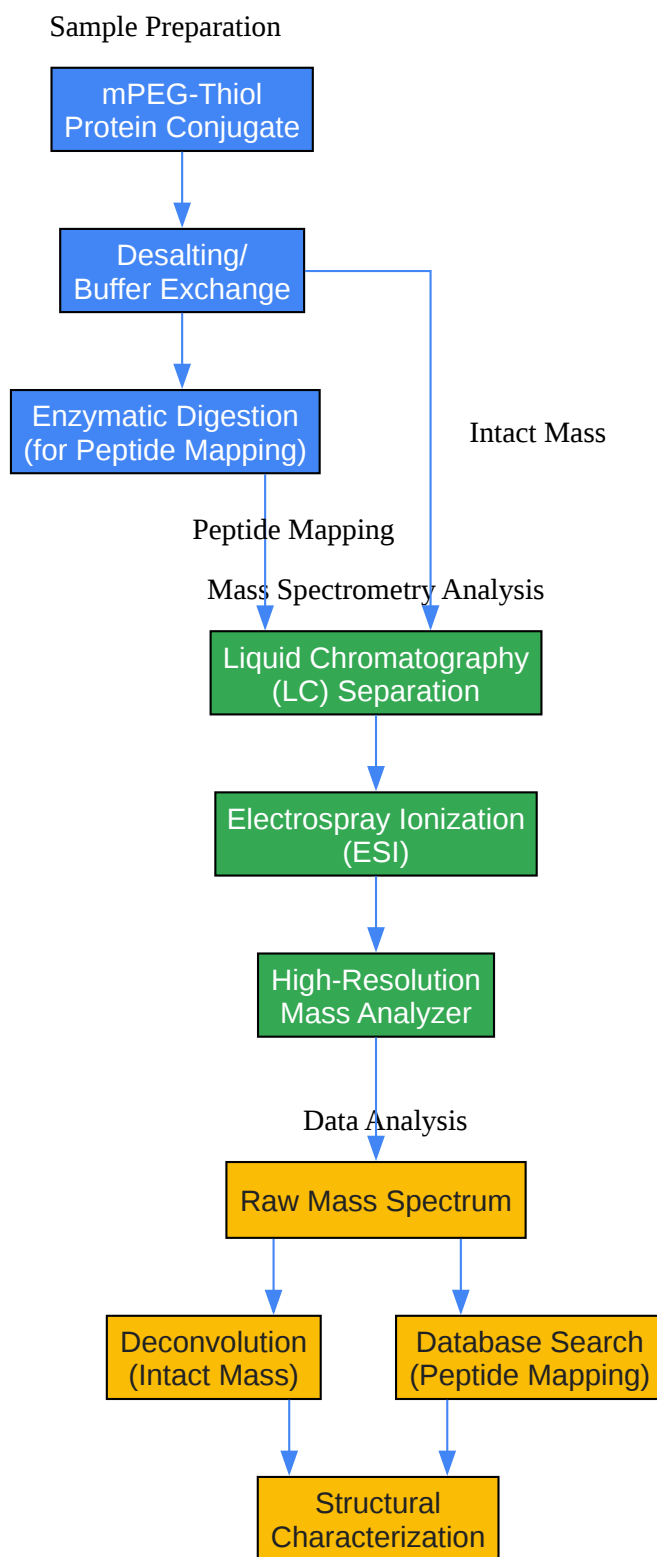 Sample Preparation
mPEG-Thiol
Protein Conjugate
Desalting/
Buffer Exchange
Enzymatic Digestion
(for Peptide Mapping)
Intact Mass
Peptide Mapping
Mass Spectrometry Analysis
Liquid Chromatography
(LC) Separation
Electrospray Ionization
(ESI)
High-Resolution
Mass Analyzer
Data Analysis
Raw Mass Spectrum
Deconvolution
(Intact Mass)
Database Search
(Peptide Mapping)
Structural
Characterization